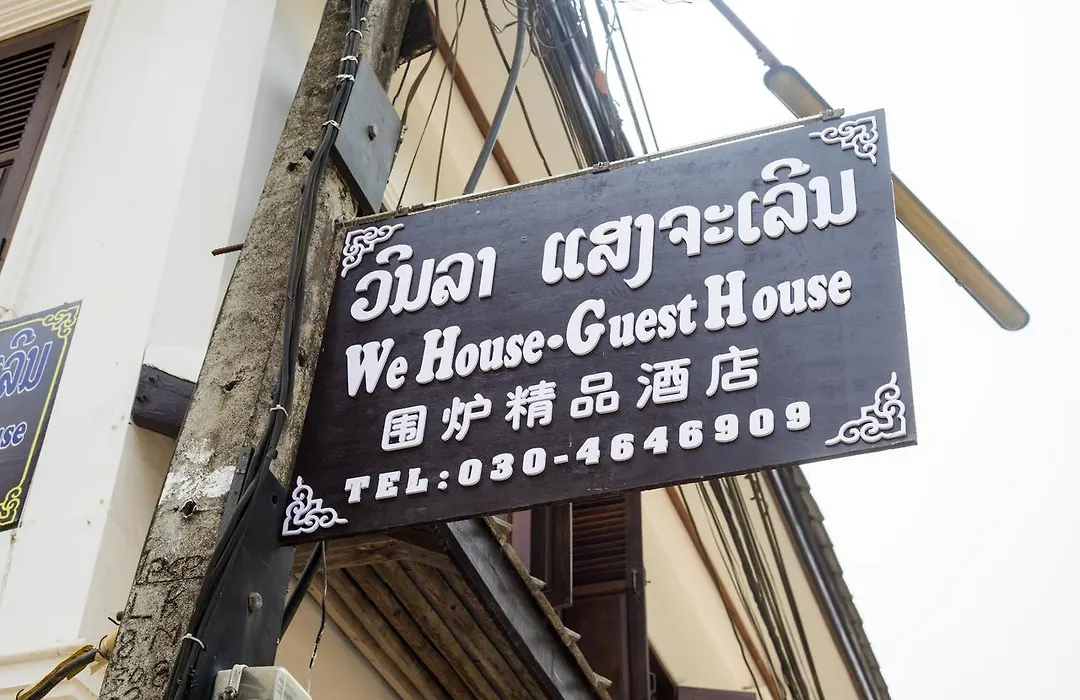 ວິນລາ ແສງຈະເລີນ
We House·Guest House
围炉精品酒店
TEL:030-4646909